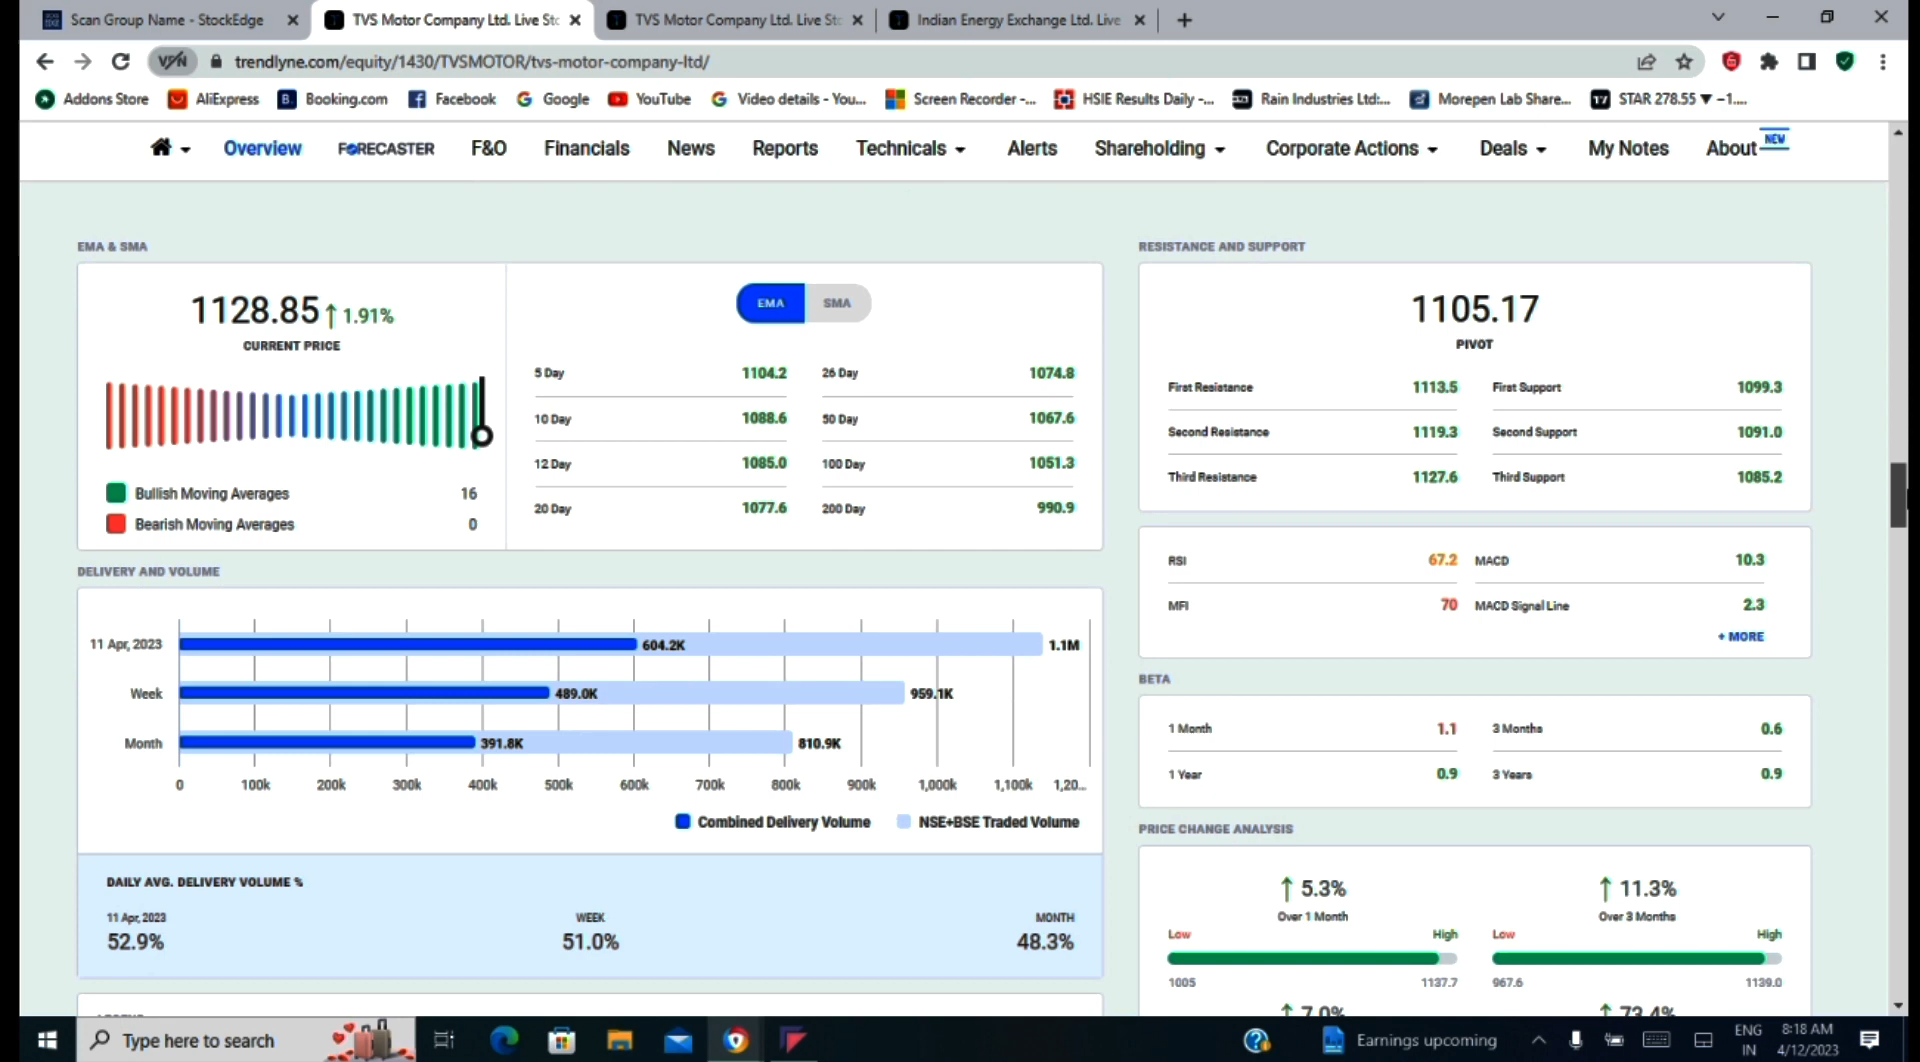 Scan Group Name - StockEdge
TVS Motor Company Ltd. Live Sto
TVS Motor Company Ltd. Live Sto
Indian Energy Exchange Ltd. Live
VPN
trendlyne.com/equity/1430/TVSMOTOR/tvs-motor-company-ltd/
Addons Store
AliExpress
B. Booking.com
Facebook
Google
YouTube
Video details - You...
Screen Recorder -...
HSIE Results Daily -...
Rain Industries Ltd:...
Morepen Lab Share...
STAR 278.55 ▼ −1....
Overview
FORECASTER
F&O
Financials
News
Reports
Technicals
Alerts
Shareholding
Corporate Actions
Deals
My Notes
About NEW
EMA & SMA
1128.85 ↑ 1.91%
CURRENT PRICE
Bullish Moving Averages 16
Bearish Moving Averages 0
EMA SMA
5 Day 1104.2 26 Day 1074.8
10 Day 1088.6 50 Day 1067.6
12 Day 1085.0 100 Day 1051.3
20 Day 1077.6 200 Day 990.9
RESISTANCE AND SUPPORT
1105.17
PIVOT
First Resistance 1113.5 First Support 1099.3
Second Resistance 1119.3 Second Support 1091.0
Third Resistance 1127.6 Third Support 1085.2
RSI 67.2 MACD 10.3
MFI 70 MACD Signal Line 2.3
+ MORE
DELIVERY AND VOLUME
11 Apr, 2023 604.2K 1.1M
Week 489.0K 959.1K
Month 391.8K 810.9K
0 100k 200k 300k 400k 500k 600k 700k 800k 900k 1,000k 1,100k 1,20...
Combined Delivery Volume NSE+BSE Traded Volume
DAILY AVG. DELIVERY VOLUME %
11 Apr, 2023 WEEK MONTH
52.9% 51.0% 48.3%
BETA
1 Month 1.1 3 Months 0.6
1 Year 0.9 3 Years 0.9
PRICE CHANGE ANALYSIS
↑ 5.3% ↑ 11.3%
Over 1 Month Over 3 Months
Low High Low High
1005 1137.7 967.6 1139.0
↑ 7.0% ↑ 73.4%
Type here to search
Earnings upcoming
ENG
IN
8:18 AM
4/12/2023